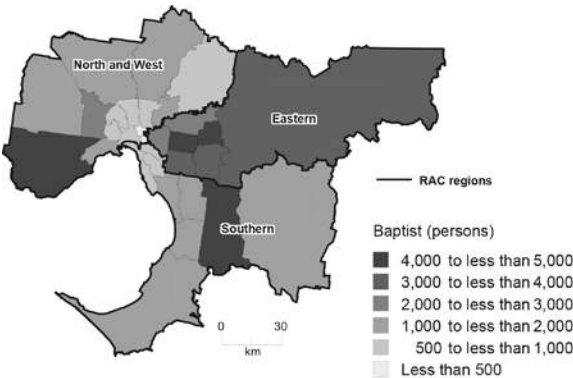 North and West
Eastern
RAC regions
Southern
Baptist (persons)
4,000 to less than 5,000
3,000 to less than 4,000
2,000 to less than 3,000
1,000 to less than 2,000
500 to less than 1,000
Less than 500
0 30
km